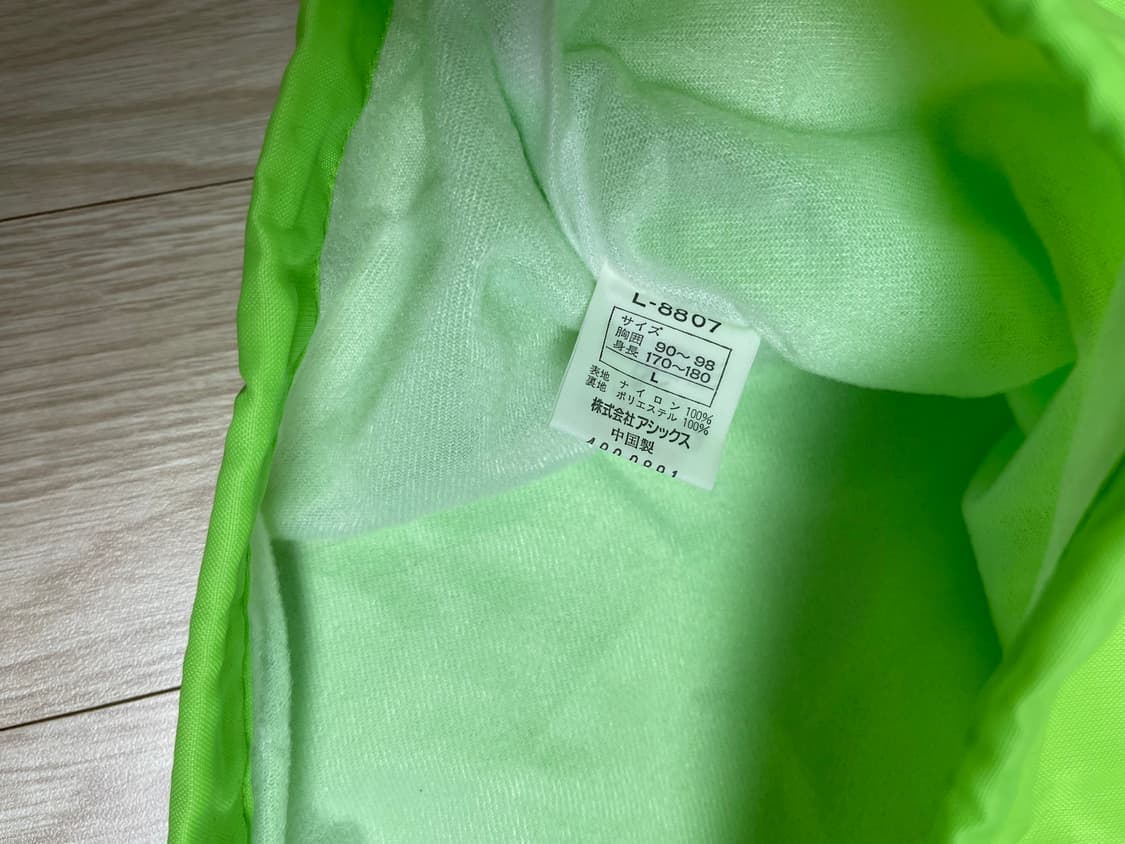 L-8807
サイズ
胸囲 90～98
身長 170～180
L
表地 ナイロン 100%
裏地 ポリエステル 100%
株式会社アシックス
中国製